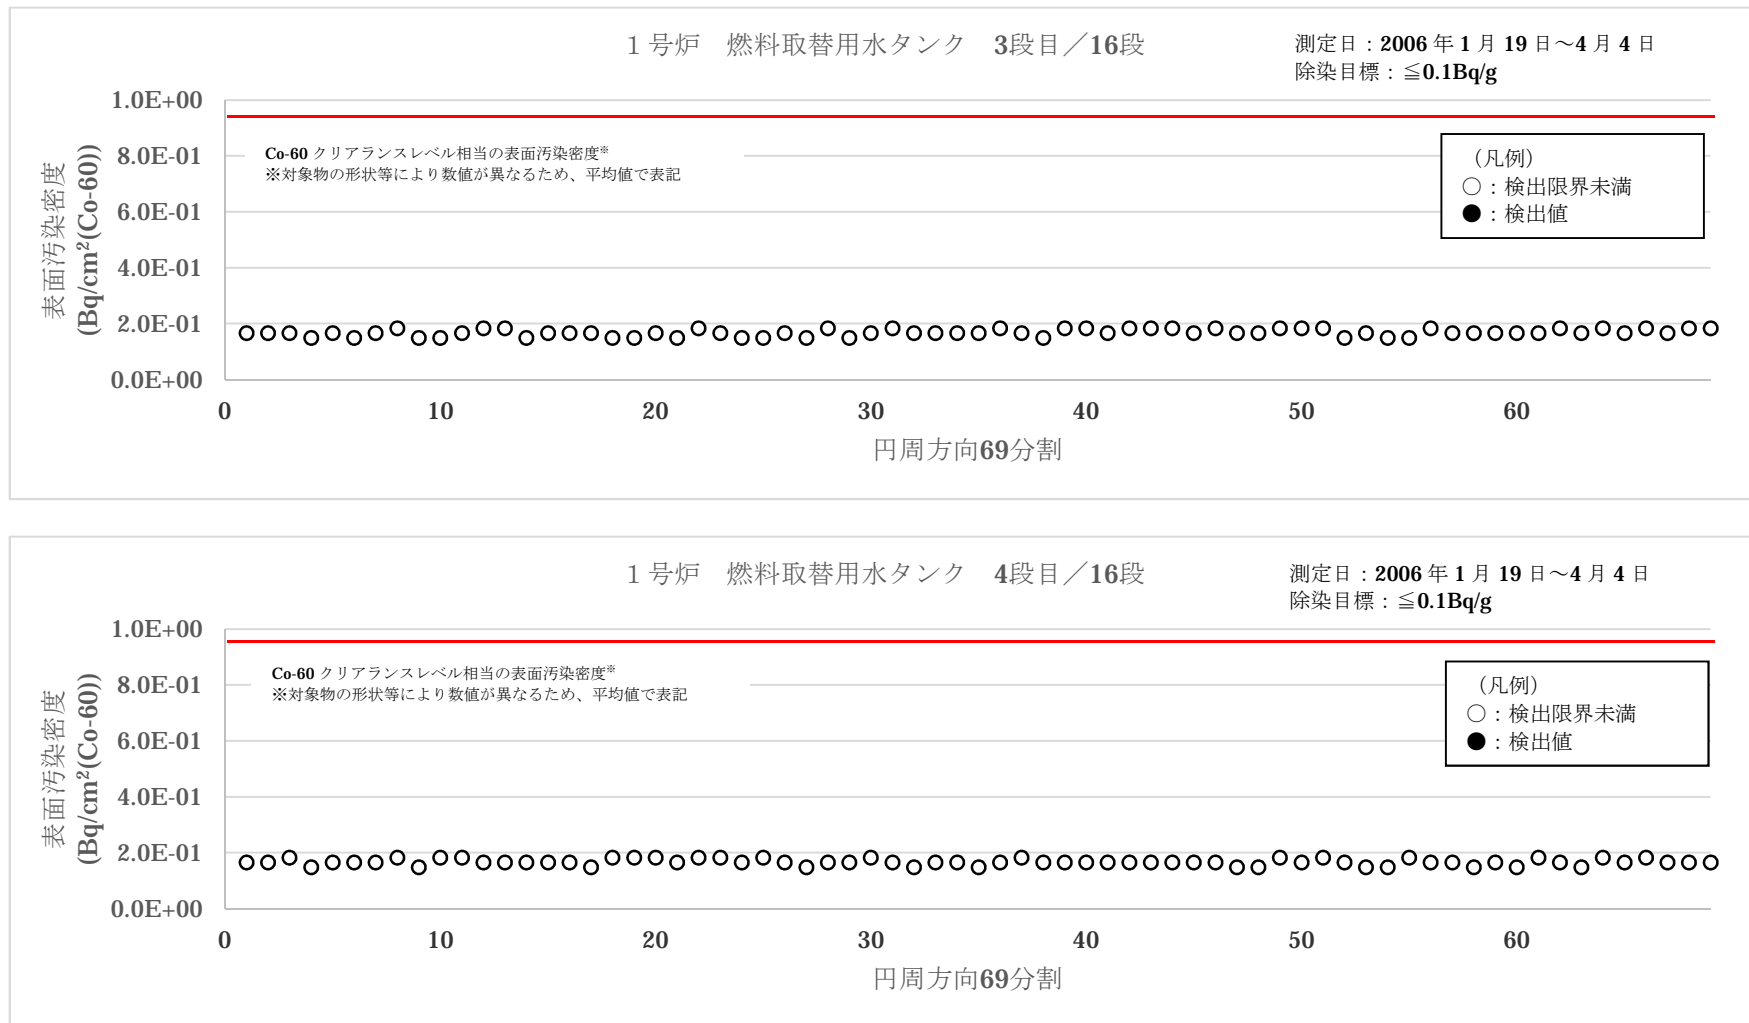 1号炉　燃料取替用水タンク　3段目／16段
測定日：2006年1月19日～4月4日
除染目標：≦0.1Bq/g
表面汚染密度
(Bq/cm²(Co-60))
1.0E+00
8.0E-01
6.0E-01
4.0E-01
2.0E-01
0.0E+00
Co-60 クリアランスレベル相当の表面汚染密度※
※対象物の形状等により数値が異なるため、平均値で表記
（凡例）
○：検出限界未満
●：検出値
0 10 20 30 40 50 60
円周方向69分割
1号炉　燃料取替用水タンク　4段目／16段
測定日：2006年1月19日～4月4日
除染目標：≦0.1Bq/g
表面汚染密度
(Bq/cm²(Co-60))
1.0E+00
8.0E-01
6.0E-01
4.0E-01
2.0E-01
0.0E+00
Co-60 クリアランスレベル相当の表面汚染密度※
※対象物の形状等により数値が異なるため、平均値で表記
（凡例）
○：検出限界未満
●：検出値
0 10 20 30 40 50 60
円周方向69分割